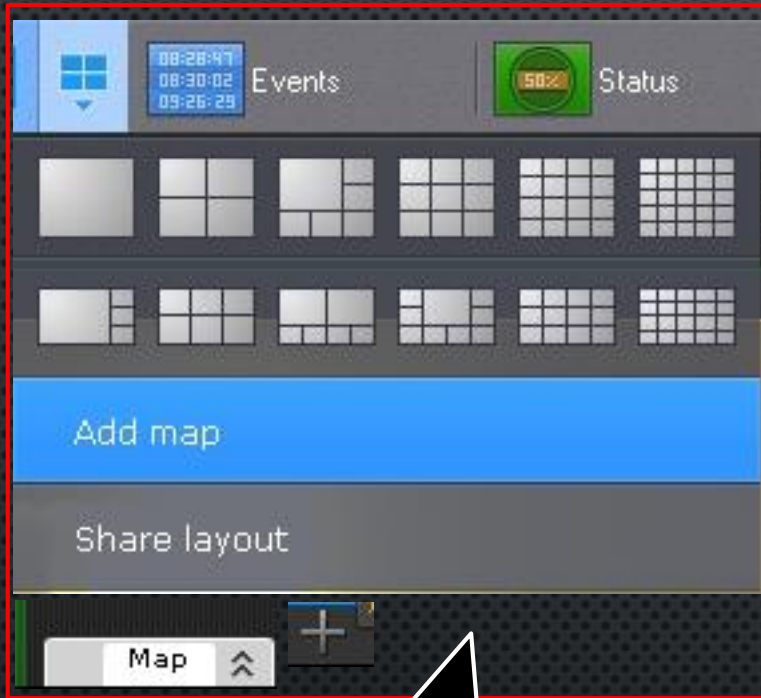 08:28:47
08:30:02
09:26:29
Events
50%
Status
Add map
Share layout
Map